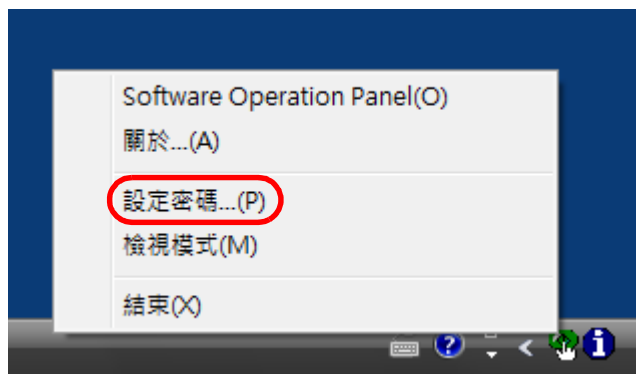 Software Operation Panel(O)
關於...(A)
設定密碼...(P)
檢視模式(M)
結束(X)